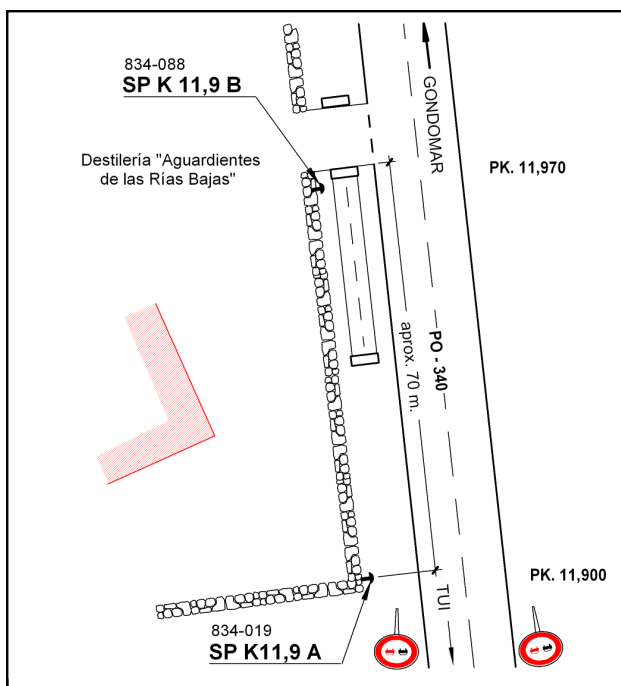 834-088
SP K 11,9 B
GONDOMAR
Destilería "Aguardientes
de las Rías Bajas"
PK. 11,970
PO - 340
aprox. 70 m.
PK. 11,900
TUI
834-019
SP K11,9 A